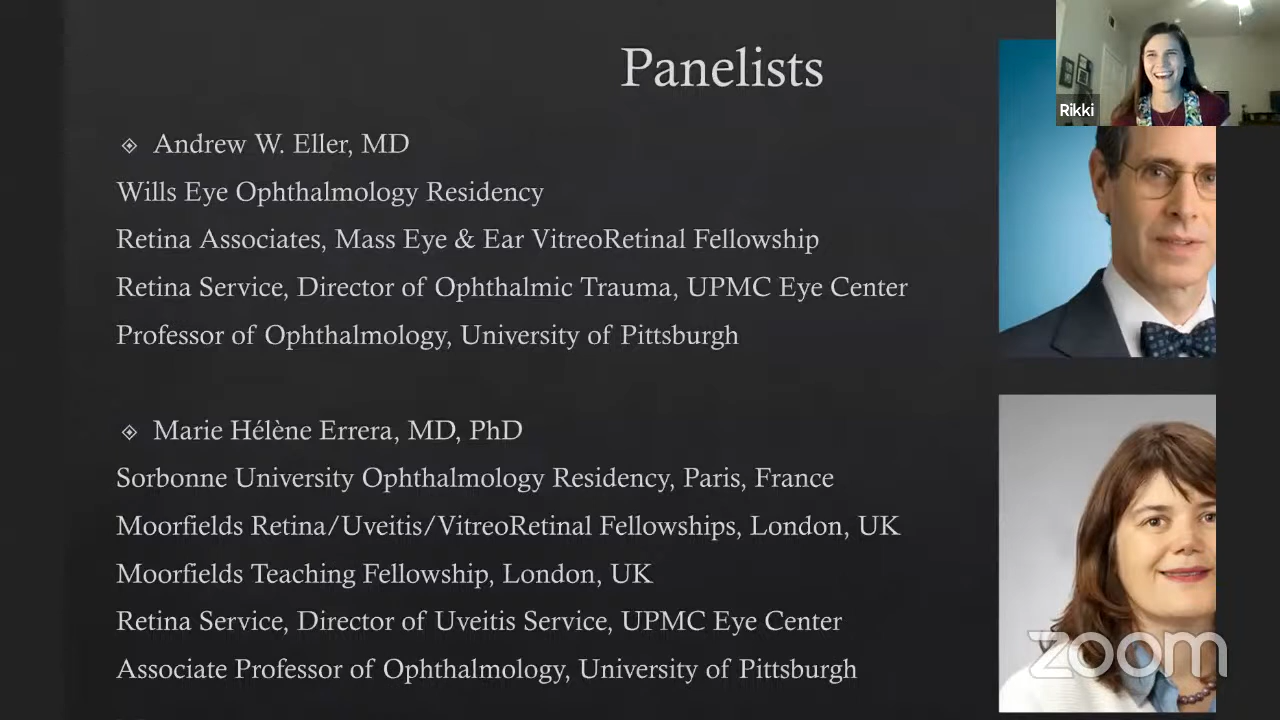 Panelists
Rikki
Andrew W. Eller, MD
Wills Eye Ophthalmology Residency
Retina Associates, Mass Eye & Ear VitreoRetinal Fellowship
Retina Service, Director of Ophthalmic Trauma, UPMC Eye Center
Professor of Ophthalmology, University of Pittsburgh
Marie Hélène Errera, MD, PhD
Sorbonne University Ophthalmology Residency, Paris, France
Moorfields Retina/Uveitis/VitreoRetinal Fellowships, London, UK
Moorfields Teaching Fellowship, London, UK
Retina Service, Director of Uveitis Service, UPMC Eye Center
Associate Professor of Ophthalmology, University of Pittsburgh
zoom